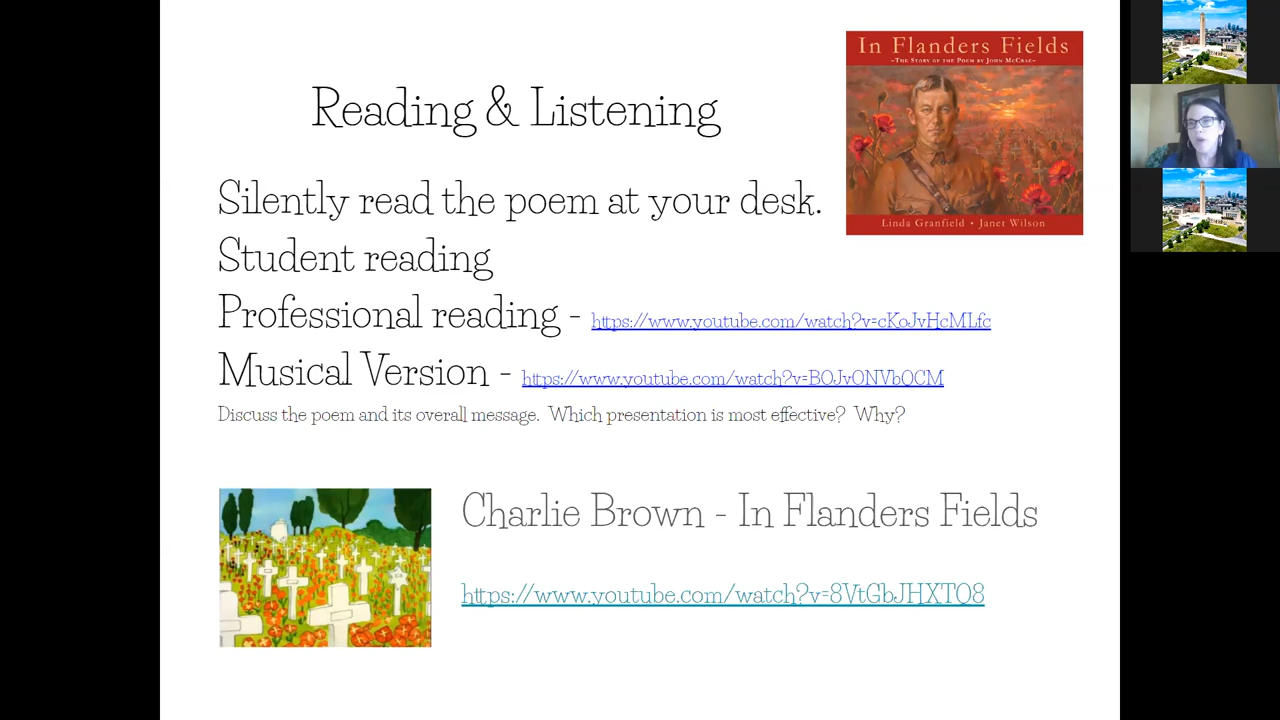 In Flanders Fields
~The Story of the Poem by John McCrae~
Linda Granfield • Janet Wilson
Reading & Listening
Silently read the poem at your desk.
Student reading
Professional reading - https://www.youtube.com/watch?v=cKoJvHcMLfc
Musical Version - https://www.youtube.com/watch?v=BOJvONVbQCM
Discuss the poem and its overall message. Which presentation is most effective? Why?
Charlie Brown - In Flanders Fields
https://www.youtube.com/watch?v=8VtGbJHXTQ8